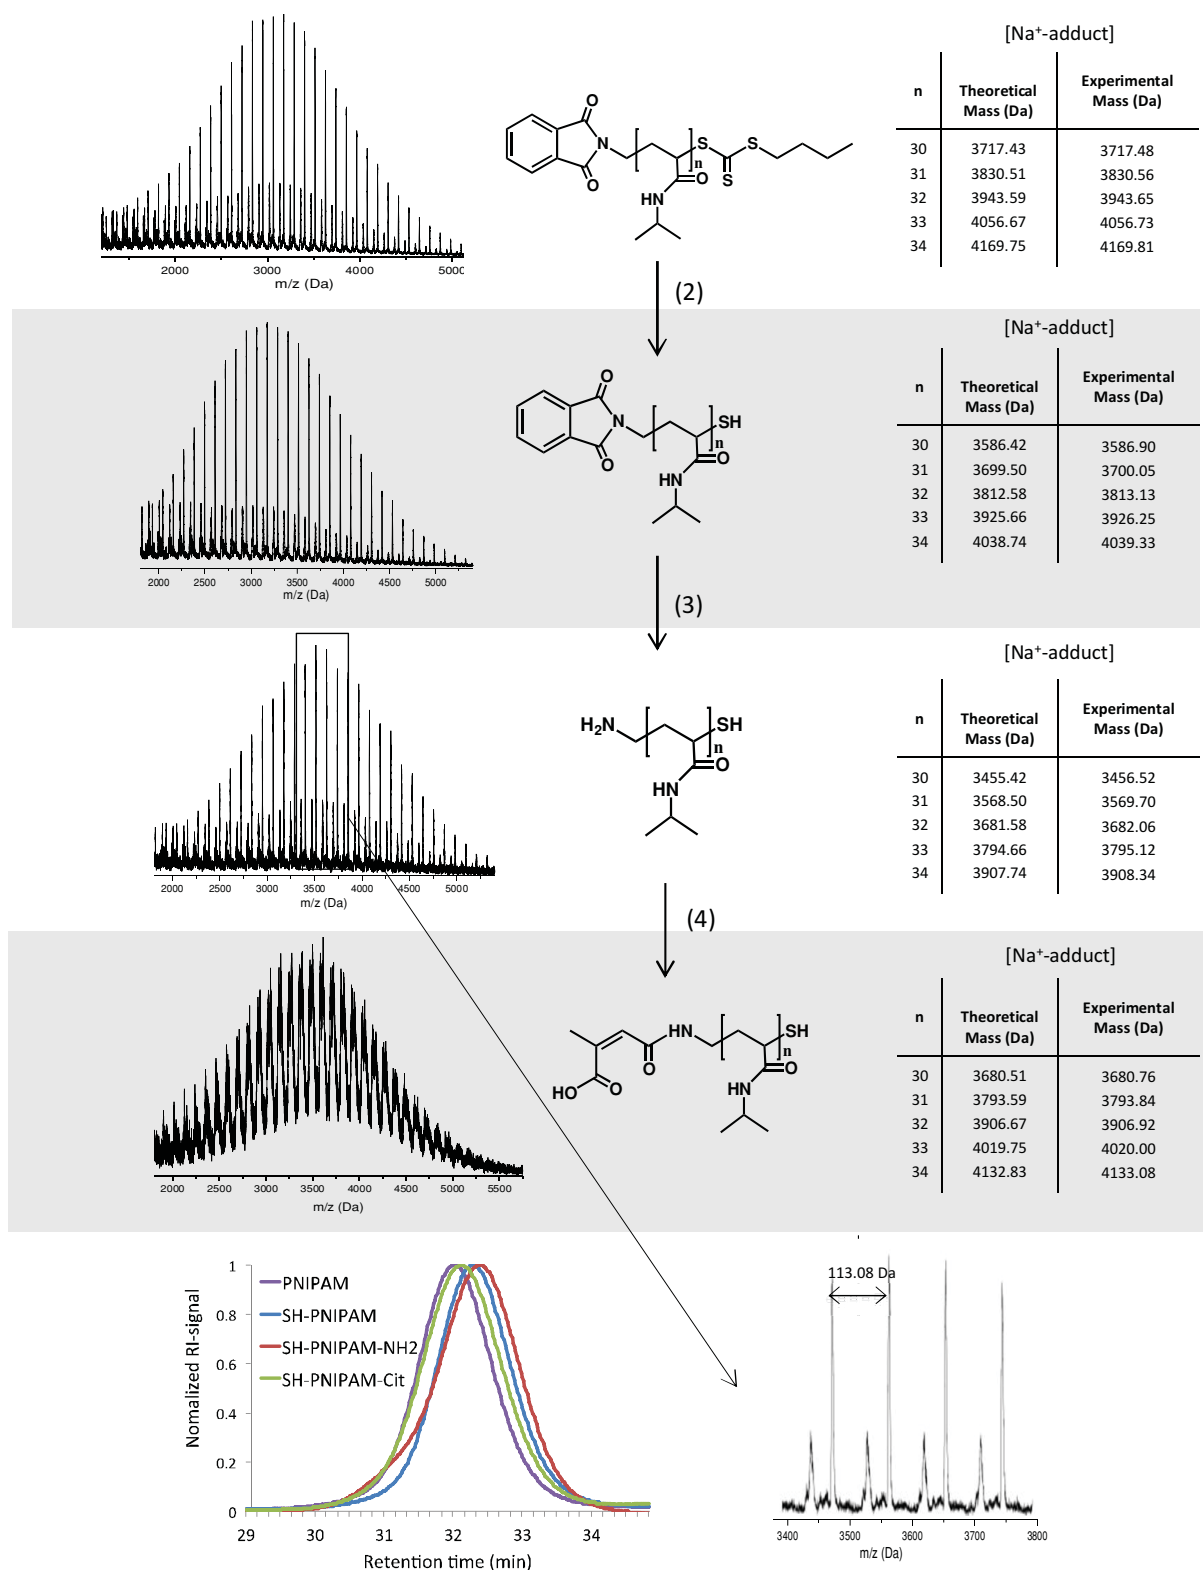 [Na⁺-adduct]
n Theoretical Mass (Da) Experimental Mass (Da)
30 3717.43 3717.48
31 3830.51 3830.56
32 3943.59 3943.65
33 4056.67 4056.73
34 4169.75 4169.81
O
N
O
n
S
S
S
O
HN
2000 3000 4000 5000
m/z (Da)
(2)
[Na⁺-adduct]
n Theoretical Mass (Da) Experimental Mass (Da)
30 3586.42 3586.90
31 3699.50 3700.05
32 3812.58 3813.13
33 3925.66 3926.25
34 4038.74 4039.33
O
N
O
n
SH
O
HN
2000 2500 3000 3500 4000 4500 5000
m/z (Da)
(3)
[Na⁺-adduct]
n Theoretical Mass (Da) Experimental Mass (Da)
30 3455.42 3456.52
31 3568.50 3569.70
32 3681.58 3682.06
33 3794.66 3795.12
34 3907.74 3908.34
H₂N
n
SH
O
HN
2000 2500 3000 3500 4000 4500 5000
m/z (Da)
(4)
[Na⁺-adduct]
n Theoretical Mass (Da) Experimental Mass (Da)
30 3680.51 3680.76
31 3793.59 3793.84
32 3906.67 3906.92
33 4019.75 4020.00
34 4132.83 4133.08
HN
O
HO
O
n
SH
O
HN
2000 2500 3000 3500 4000 4500 5000 5500
m/z (Da)
Nomalized RI-signal
1
0.8
0.6
0.4
0.2
0
PNIPAM
SH-PNIPAM
SH-PNIPAM-NH2
SH-PNIPAM-Cit
29 30 31 32 33 34
Retention time (min)
113.08 Da
3400 3500 3600 3700 3800
m/z (Da)